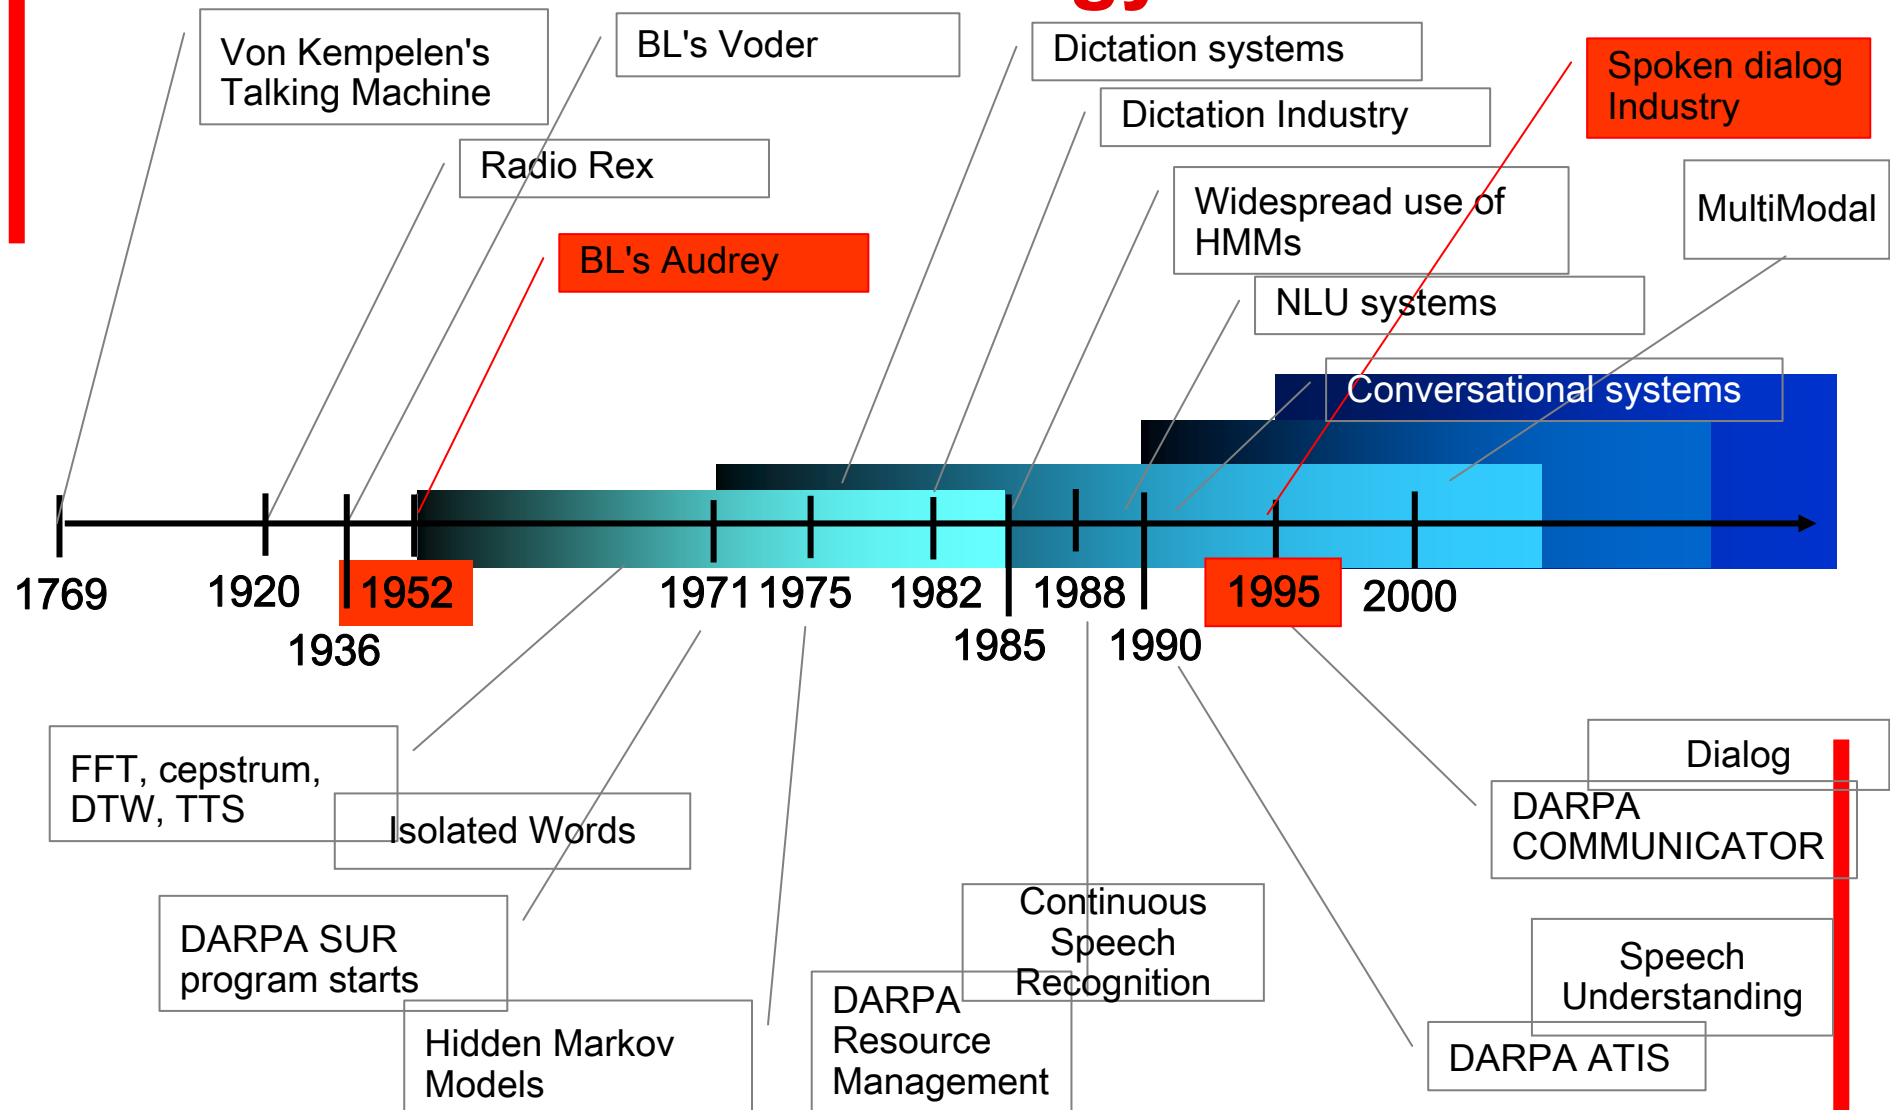 Von Kempelen's
Talking Machine
BL's Voder
Dictation systems
Spoken dialog
Industry
Dictation Industry
Radio Rex
Widespread use of
HMMs
MultiModal
BL's Audrey
NLU systems
Conversational systems
1769
1920
1936
1952
1971
1975
1982
1985
1988
1990
1995
2000
FFT, cepstrum,
DTW, TTS
Isolated Words
DARPA SUR
program starts
Hidden Markov
Models
Continuous
Speech
Recognition
DARPA
Resource
Management
Dialog
DARPA
COMMUNICATOR
Speech
Understanding
DARPA ATIS